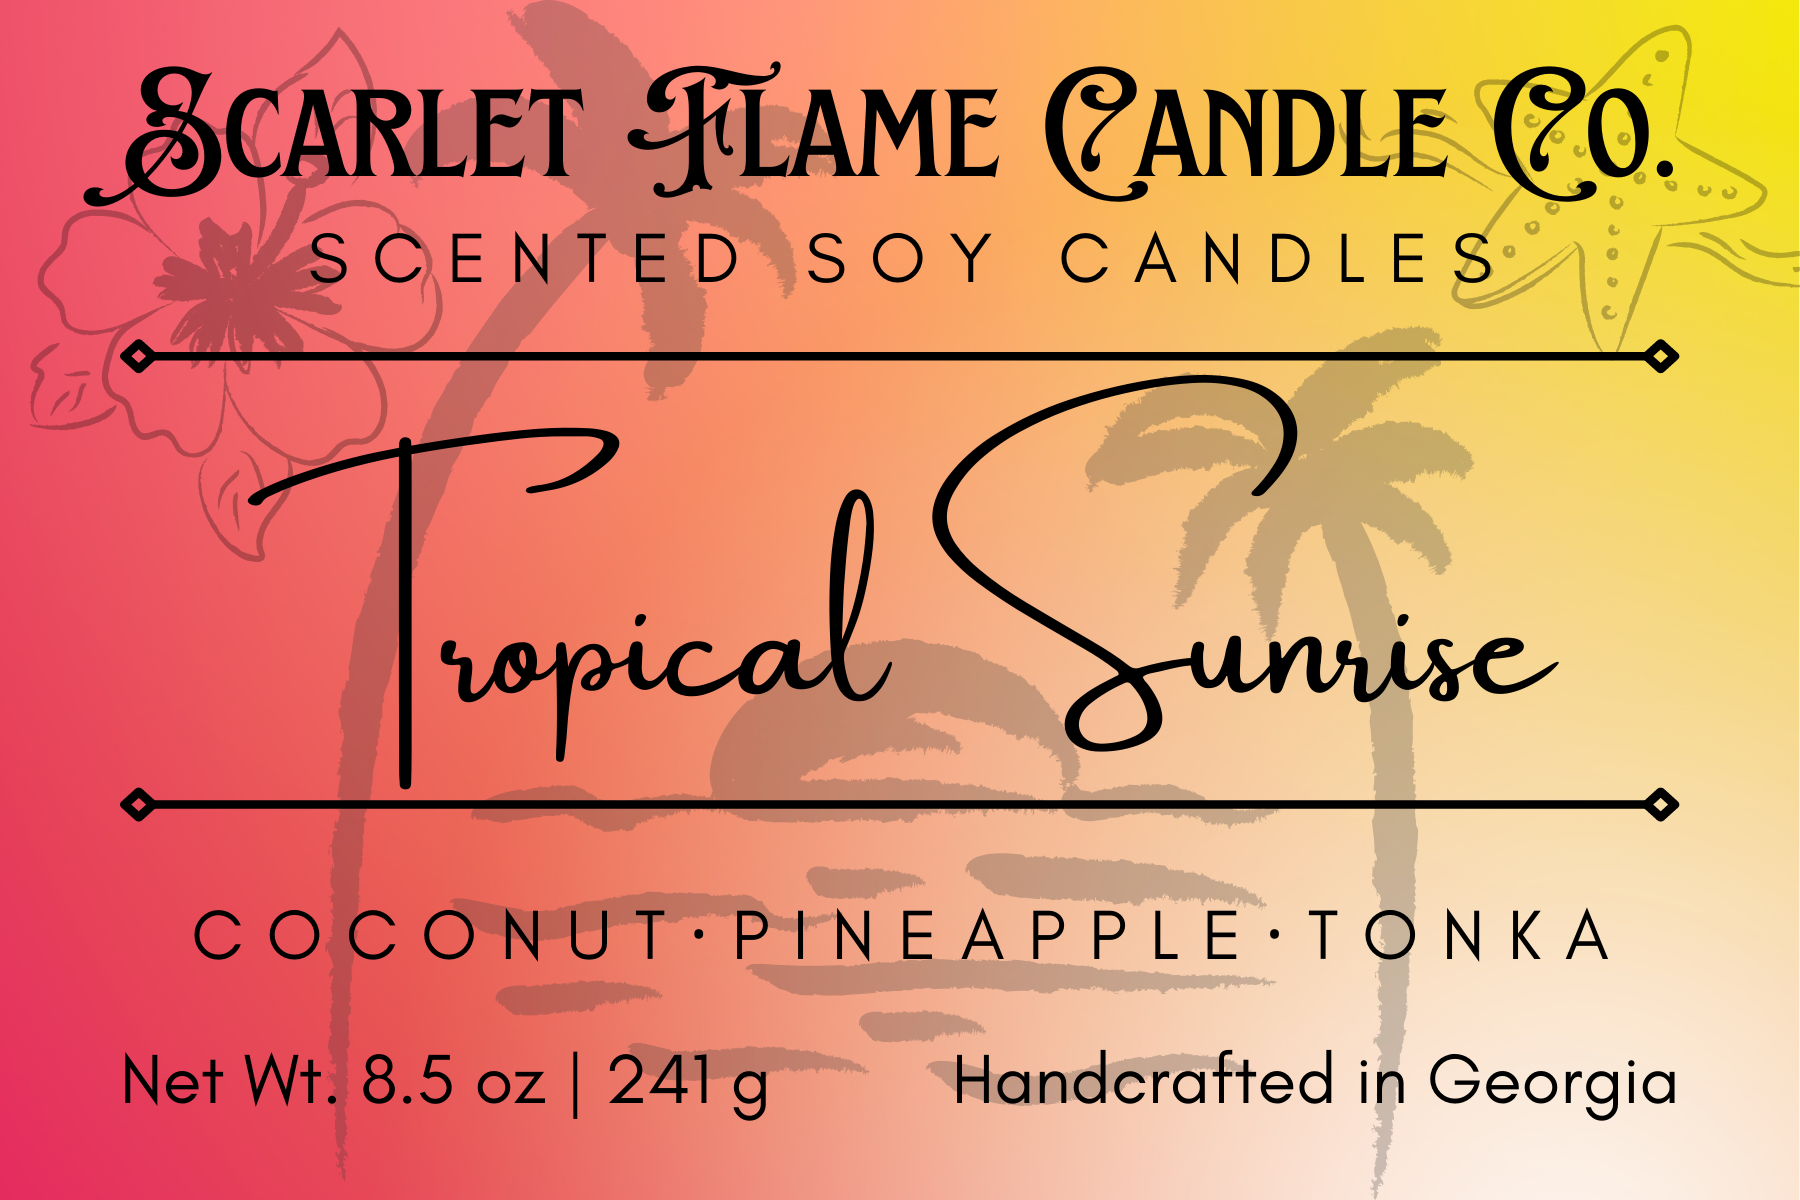 Scarlet Flame Candle Co.
SCENTED SOY CANDLES
Tropical Sunrise
COCONUT·PINEAPPLE·TONKA
Net Wt. 8.5 oz | 241 g
Handcrafted in Georgia